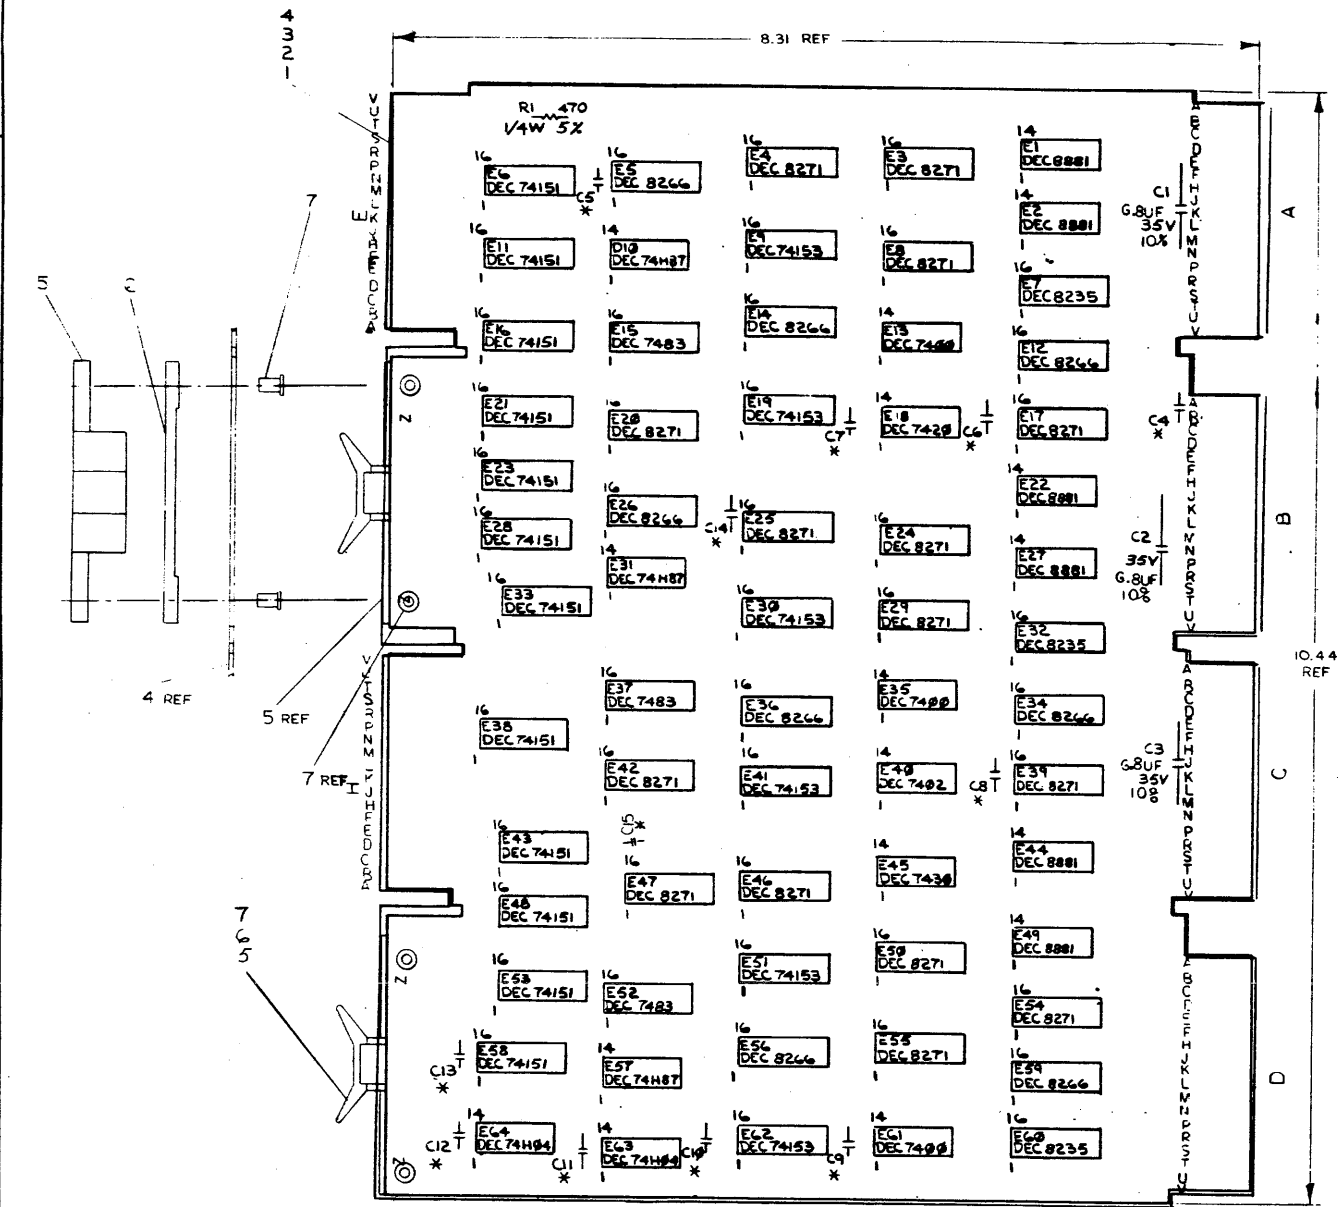 4
3
2
1
8.31 REF
V U T S R P N M L K J H F E D C B A
E
R1 470
1/4W 5%
16
E6
DEC 74151
C5
*
16
E5
DEC 8266
16
E4
DEC 8271
16
E3
DEC 8271
14
E1
DEC 8881
14
E2
DEC 8881
C1
6.8UF
35V
10%
A B C D E F H J K L M N P R S T U V
A
16
E11
DEC 74151
14
D10
DEC 74H87
16
E9
DEC 74153
16
E8
DEC 8271
16
E7
DEC 8235
7
5
16
E16
DEC 74151
16
E15
DEC 7483
16
E14
DEC 8266
14
E13
DEC 7400
16
E12
DEC 8266
10.44
REF
Z
16
E21
DEC 74151
16
E20
DEC 8271
16
E19
DEC 74153
C7
*
14
E18
DEC 7420
C6
*
16
E17
DEC 8271
C4
*
A B C D E F H J K L M N P R S T U V
B
16
E23
DEC 74151
14
E22
DEC 8881
16
E26
DEC 8266
C14
*
16
E25
DEC 8271
16
E24
DEC 8271
C2
35V
6.8UF
10%
16
E28
DEC 74151
14
E31
DEC 74H87
14
E27
DEC 8881
16
E33
DEC 74151
16
E30
DEC 74153
16
E29
DEC 8271
16
E32
DEC 8235
4 REF
5 REF
7 REF
V U T S R P N M
J H F E D C B A
16
E37
DEC 7483
16
E36
DEC 8266
14
E35
DEC 7400
16
E34
DEC 8266
A B C D E F H J K L M N P R S T U V
C
16
E38
DEC 74151
16
E42
DEC 8271
16
E41
DEC 74153
14
E40
DEC 7402
C8
*
16
E39
DEC 8271
C3
6.8UF
35V
10%
16
E43
DEC 74151
C15
*
14
E44
DEC 8881
16
E48
DEC 74151
16
E47
DEC 8271
16
E46
DEC 8271
14
E45
DEC 7430
7
6
5
14
E49
DEC 8881
Z
16
E53
DEC 74151
16
E52
DEC 7483
16
E51
DEC 74153
16
E50
DEC 8271
16
E54
DEC 8271
D
C13
*
16
E58
DEC 74151
14
E57
DEC 74H87
16
E56
DEC 8266
16
E55
DEC 8271
16
E59
DEC 8266
C12
*
14
E64
DEC 74H04
C11
*
14
E63
DEC 74H04
C10
*
16
E62
DEC 74153
C9
*
14
E61
DEC 7400
16
E60
DEC 8235
Z